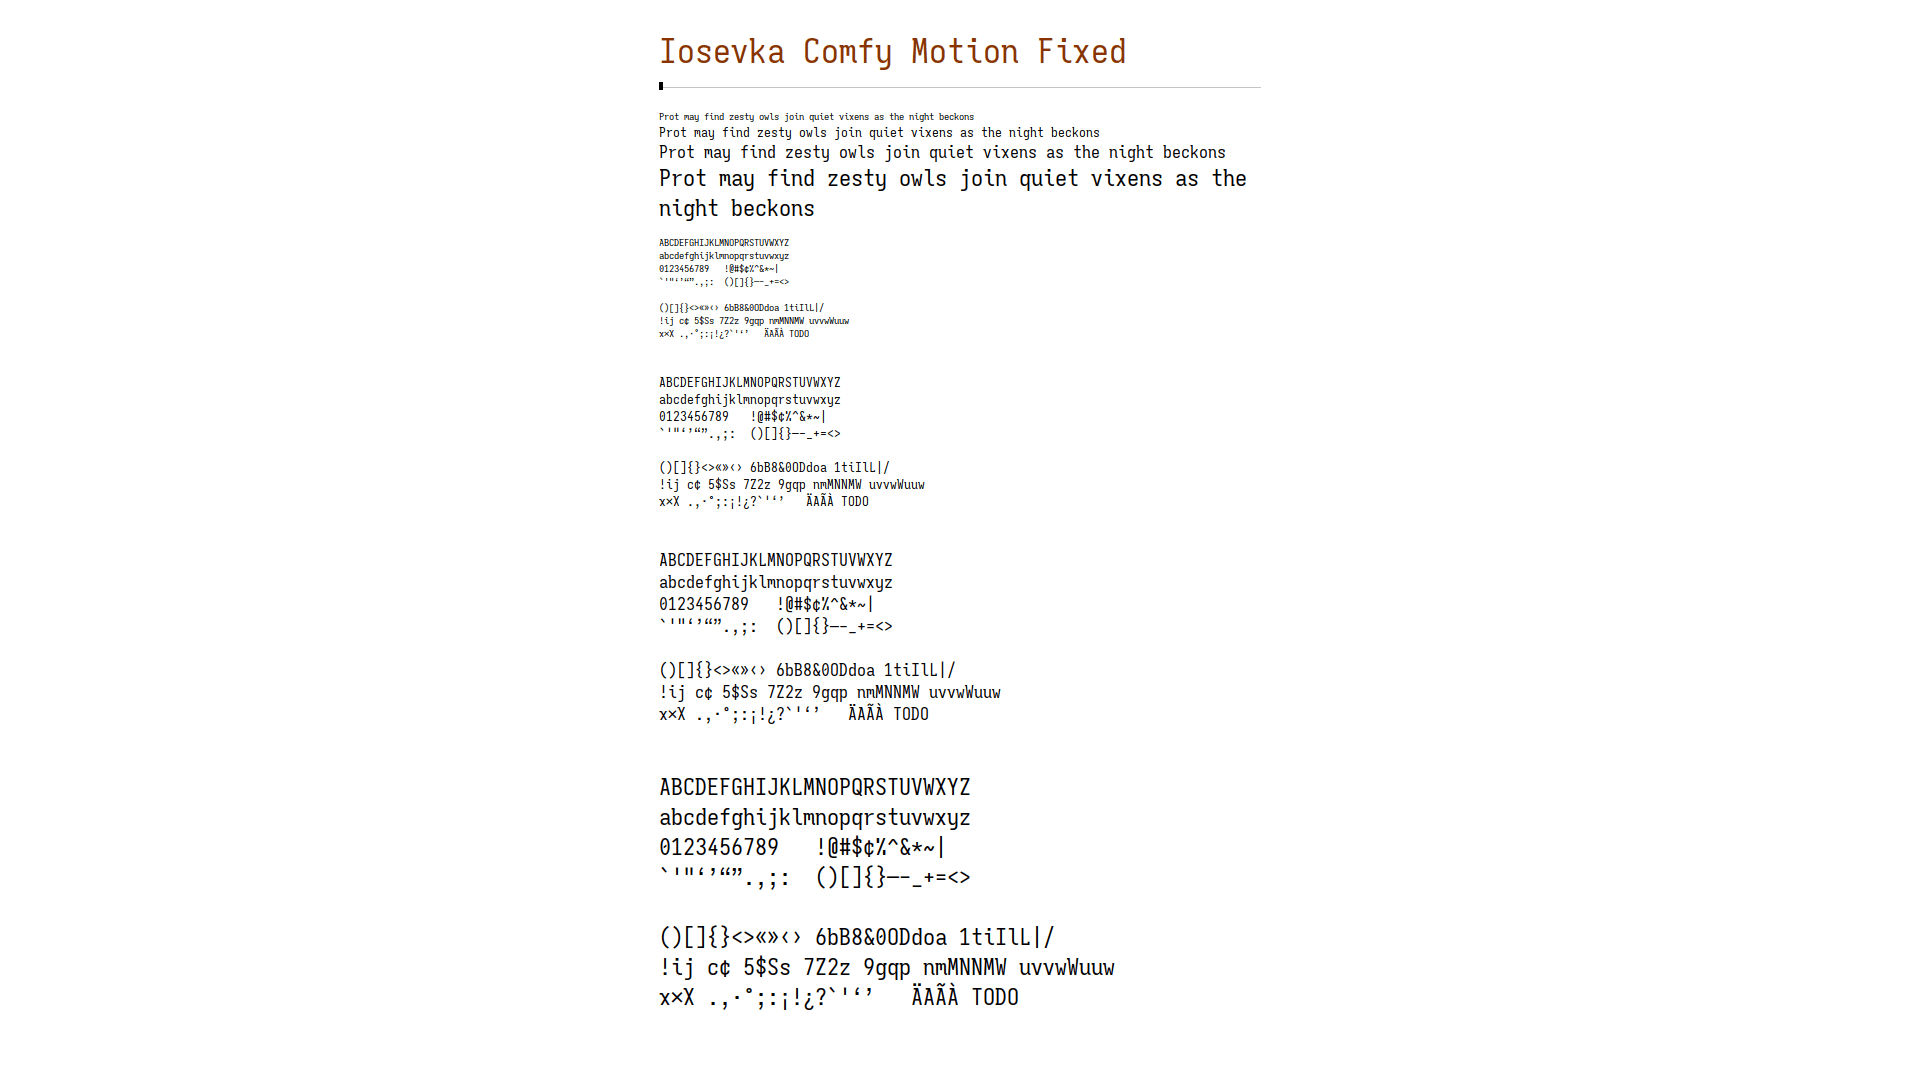 Iosevka Comfy Motion Fixed
Prot may find zesty owls join quiet vixens as the night beckons
Prot may find zesty owls join quiet vixens as the night beckons
Prot may find zesty owls join quiet vixens as the night beckons
Prot may find zesty owls join quiet vixens as the
night beckons
ABCDEFGHIJKLMNOPQRSTUVWXYZ
abcdefghijklmnopqrstuvwxyz
0123456789   !@#$¢%^&*~|
`'"‘’“”.,;:  ()[]{}—-_+=<>
()[]{}<>«»‹› 6bB8&0ODdoa 1tiIlL|/
!ij c¢ 5$Ss 7Z2z 9gqp nmMNNMW uvvwWuuw
x×X .,·°;:¡!¿?`'‘’   ÄAÃÀ TODO
ABCDEFGHIJKLMNOPQRSTUVWXYZ
abcdefghijklmnopqrstuvwxyz
0123456789   !@#$¢%^&*~|
`'"‘’“”.,;:  ()[]{}—-_+=<>
()[]{}<>«»‹› 6bB8&0ODdoa 1tiIlL|/
!ij c¢ 5$Ss 7Z2z 9gqp nmMNNMW uvvwWuuw
x×X .,·°;:¡!¿?`'‘’   ÄAÃÀ TODO
ABCDEFGHIJKLMNOPQRSTUVWXYZ
abcdefghijklmnopqrstuvwxyz
0123456789   !@#$¢%^&*~|
`'"‘’“”.,;:  ()[]{}—-_+=<>
()[]{}<>«»‹› 6bB8&0ODdoa 1tiIlL|/
!ij c¢ 5$Ss 7Z2z 9gqp nmMNNMW uvvwWuuw
x×X .,·°;:¡!¿?`'‘’   ÄAÃÀ TODO
ABCDEFGHIJKLMNOPQRSTUVWXYZ
abcdefghijklmnopqrstuvwxyz
0123456789   !@#$¢%^&*~|
`'"‘’“”.,;:  ()[]{}—-_+=<>
()[]{}<>«»‹› 6bB8&0ODdoa 1tiIlL|/
!ij c¢ 5$Ss 7Z2z 9gqp nmMNNMW uvvwWuuw
x×X .,·°;:¡!¿?`'‘’   ÄAÃÀ TODO